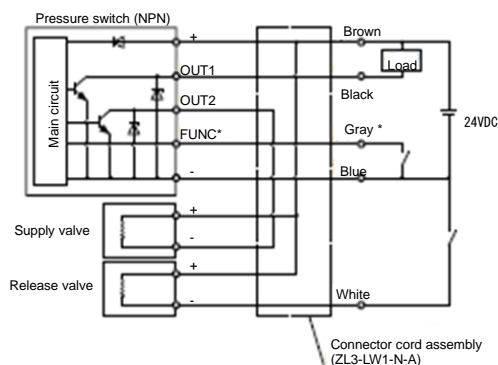 Pressure switch (NPN)
Main circuit
+
OUT1
OUT2
FUNC*
-
Brown
Load
Black
Gray *
Blue
24VDC
Supply valve
+
-
Release valve
+
-
White
Connector cord assembly
(ZL3-LW1-N-A)